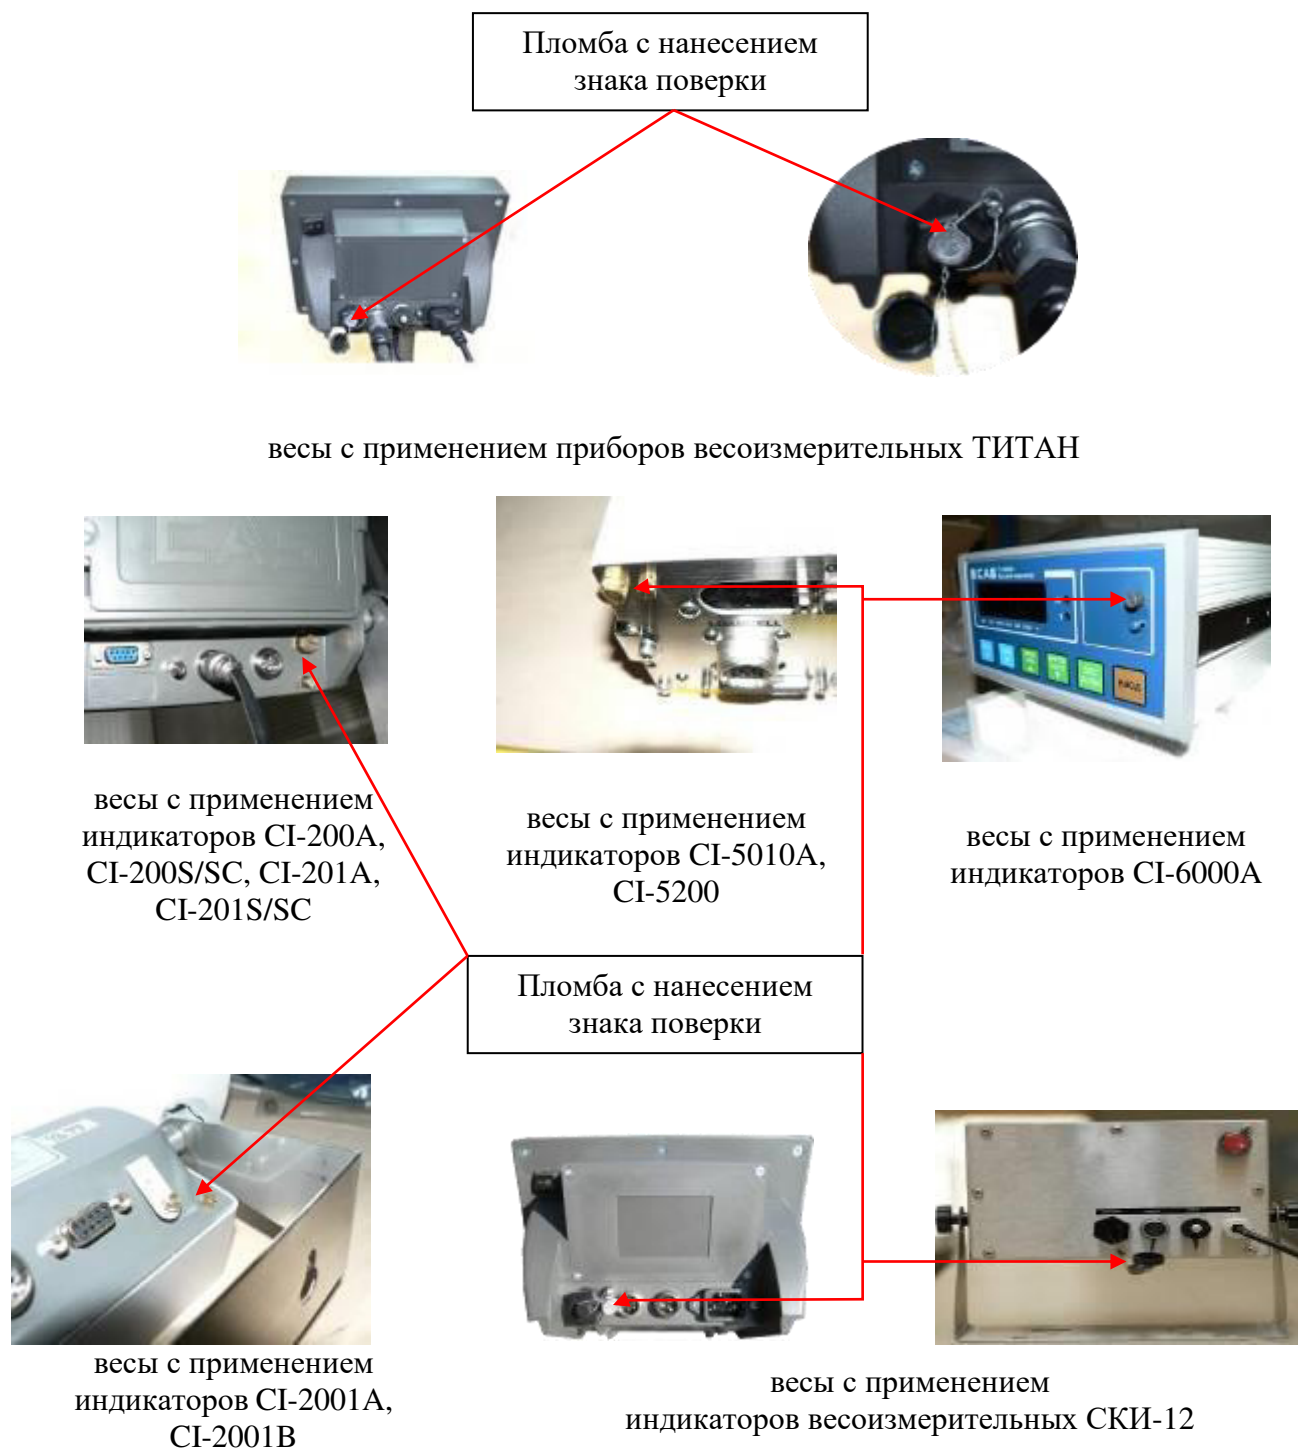 Пломба с нанесением
знака поверки
весы с применением приборов весоизмерительных ТИТАН
весы с применением
индикаторов CI-200A,
CI-200S/SC, CI-201A,
CI-201S/SC
весы с применением
индикаторов CI-5010A,
CI-5200
весы с применением
индикаторов CI-6000A
Пломба с нанесением
знака поверки
весы с применением
индикаторов CI-2001A,
CI-2001B
весы с применением
индикаторов весоизмерительных СКИ-12